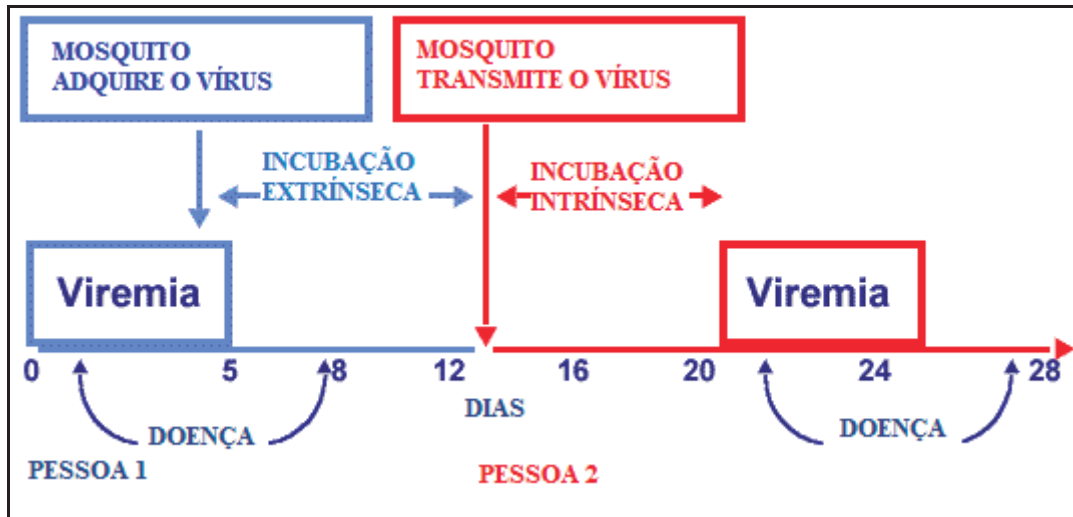 MOSQUITO
ADQUIRE O VÍRUS
MOSQUITO
TRANSMITE O VÍRUS
INCUBAÇÃO
EXTRÍNSECA
INCUBAÇÃO
INTRÍNSECA
Viremia
Viremia
0 5 8 12 16 20 24 28
DIAS
DOENÇA
DOENÇA
PESSOA 1
PESSOA 2